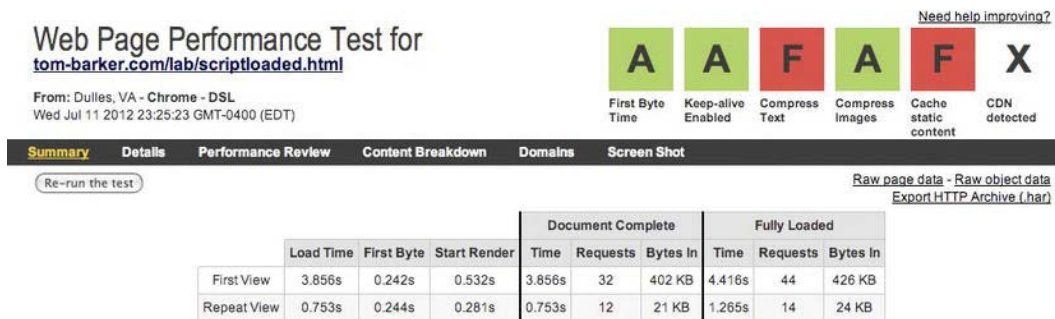 Need help improving?
Web Page Performance Test for
tom-barker.com/lab/scriptloaded.html
From: Dulles, VA - Chrome - DSL
Wed Jul 11 2012 23:25:23 GMT-0400 (EDT)
A A F A F X
First Byte Time Keep-alive Enabled Compress Text Compress Images Cache static content CDN detected
Summary Details Performance Review Content Breakdown Domains Screen Shot
Re-run the test
Raw page data - Raw object data
Export HTTP Archive (.har)
Document Complete Fully Loaded
Load Time First Byte Start Render Time Requests Bytes In Time Requests Bytes In
First View 3.856s 0.242s 0.532s 3.856s 32 402 KB 4.416s 44 426 KB
Repeat View 0.753s 0.244s 0.281s 0.753s 12 21 KB 1.265s 14 24 KB